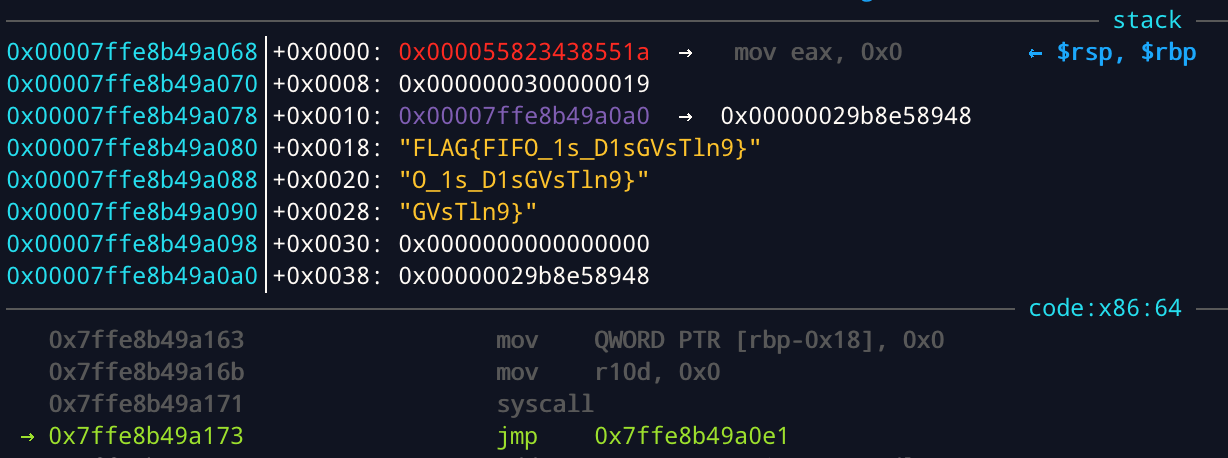 stack
0x00007ffe8b49a068│+0x0000: 0x000055823438551a → mov eax, 0x0 ← $rsp, $rbp
0x00007ffe8b49a070│+0x0008: 0x0000000300000019
0x00007ffe8b49a078│+0x0010: 0x00007ffe8b49a0a0 → 0x00000029b8e58948
0x00007ffe8b49a080│+0x0018: "FLAG{FIFO_1s_D1sGVsTln9}"
0x00007ffe8b49a088│+0x0020: "O_1s_D1sGVsTln9}"
0x00007ffe8b49a090│+0x0028: "GVsTln9}"
0x00007ffe8b49a098│+0x0030: 0x0000000000000000
0x00007ffe8b49a0a0│+0x0038: 0x00000029b8e58948
code:x86:64
0x7ffe8b49a163 mov QWORD PTR [rbp-0x18], 0x0
0x7ffe8b49a16b mov r10d, 0x0
0x7ffe8b49a171 syscall
→ 0x7ffe8b49a173 jmp 0x7ffe8b49a0e1